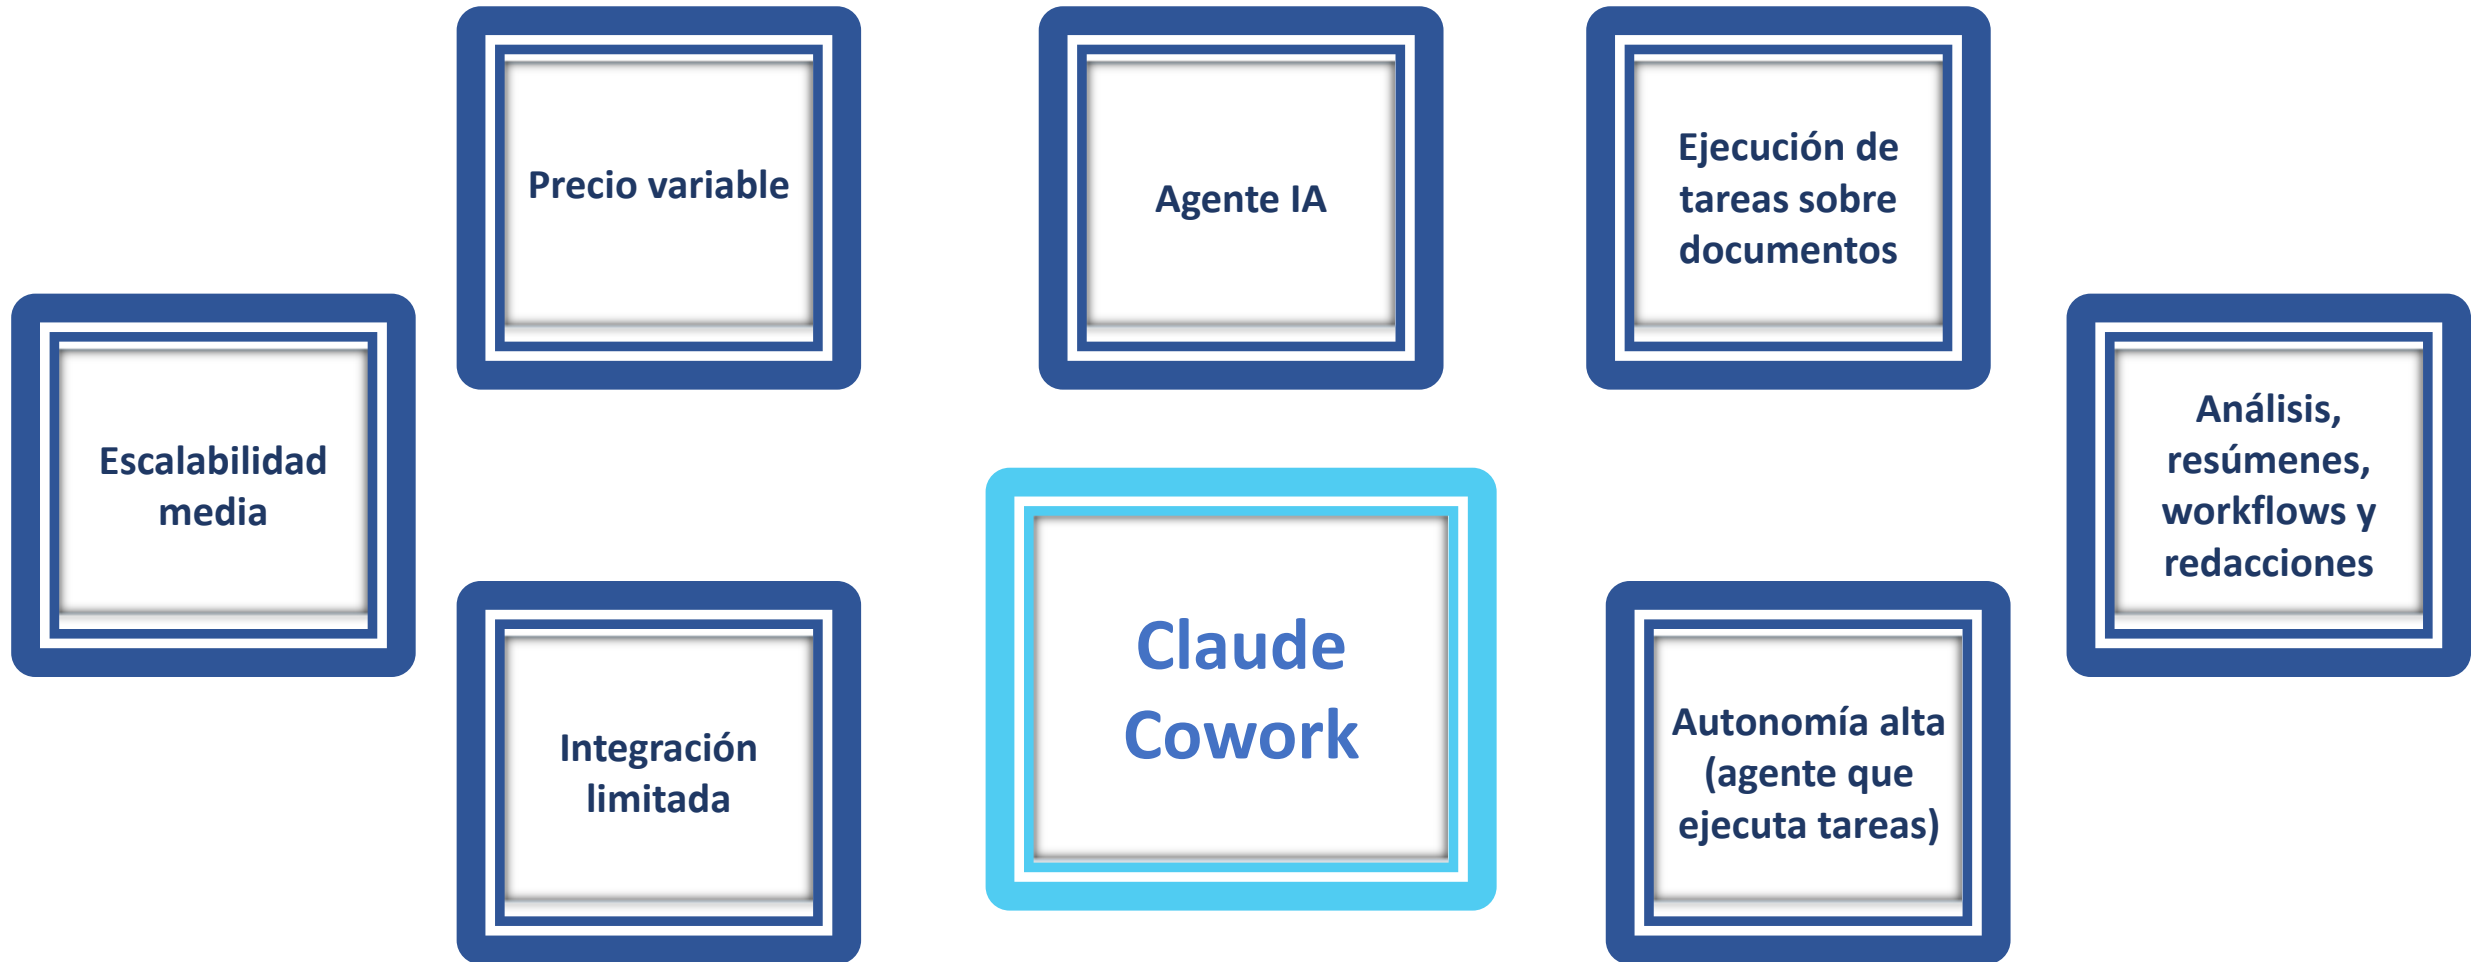 Precio variable
Agente IA
Ejecución de
tareas sobre
documentos
Escalabilidad
media
Análisis,
resúmenes,
workflows y
redacciones
Claude
Cowork
Integración
limitada
Autonomía alta
(agente que
ejecuta tareas)